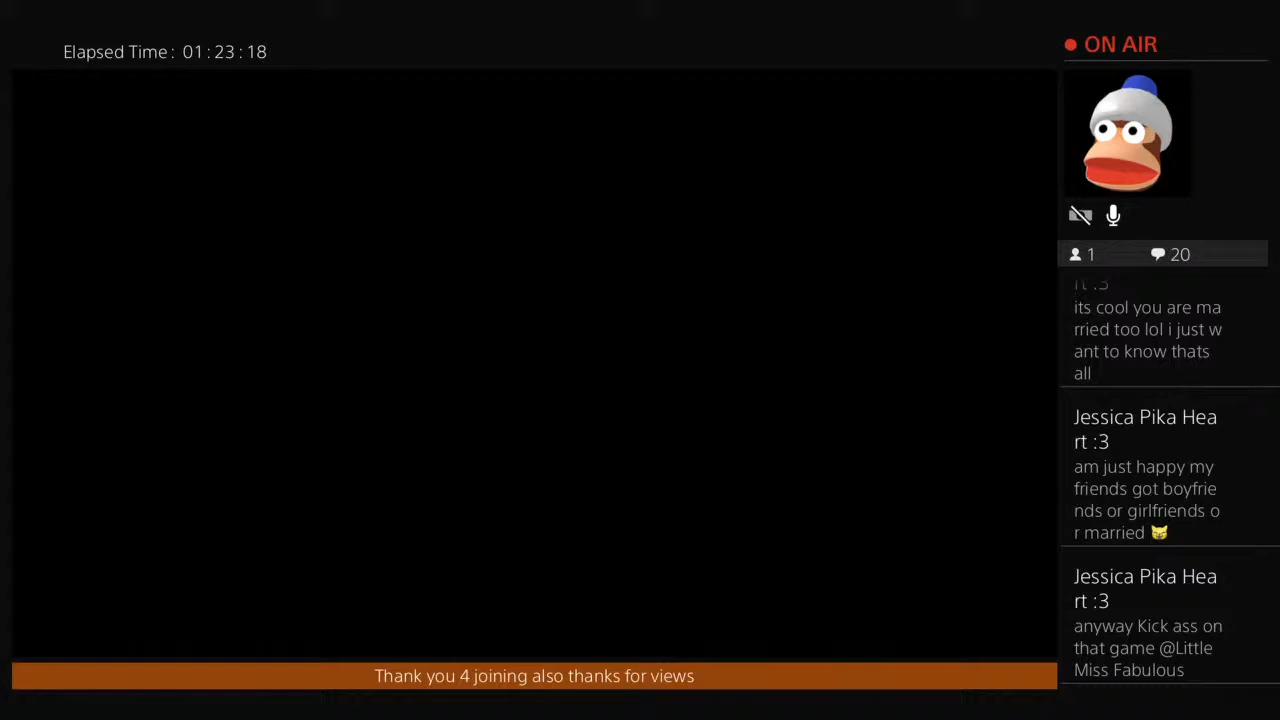 Elapsed Time: 01:23:18
ON AIR
1
20
rt :3
its cool you are ma
rried too lol i just w
ant to know thats
all
Jessica Pika Hea
rt :3
am just happy my
friends got boyfrie
nds or girlfriends o
r married 😸
Jessica Pika Hea
rt :3
anyway Kick ass on
that game @Little
Miss Fabulous
Thank you 4 joining also thanks for views